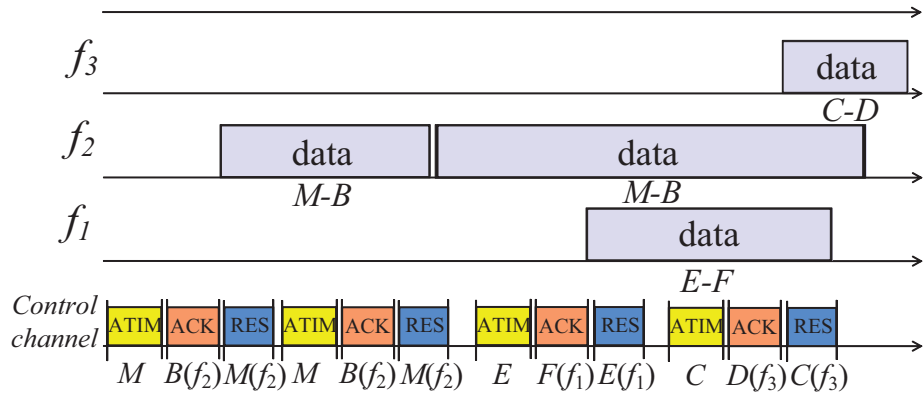 f3
data
C-D
f2
data
data
M-B
M-B
f1
data
E-F
Control
channel
ATIM ACK RES ATIM ACK RES ATIM ACK RES ATIM ACK RES
M B(f2) M(f2) M B(f2) M(f2) E F(f1) E(f1) C D(f3) C(f3)